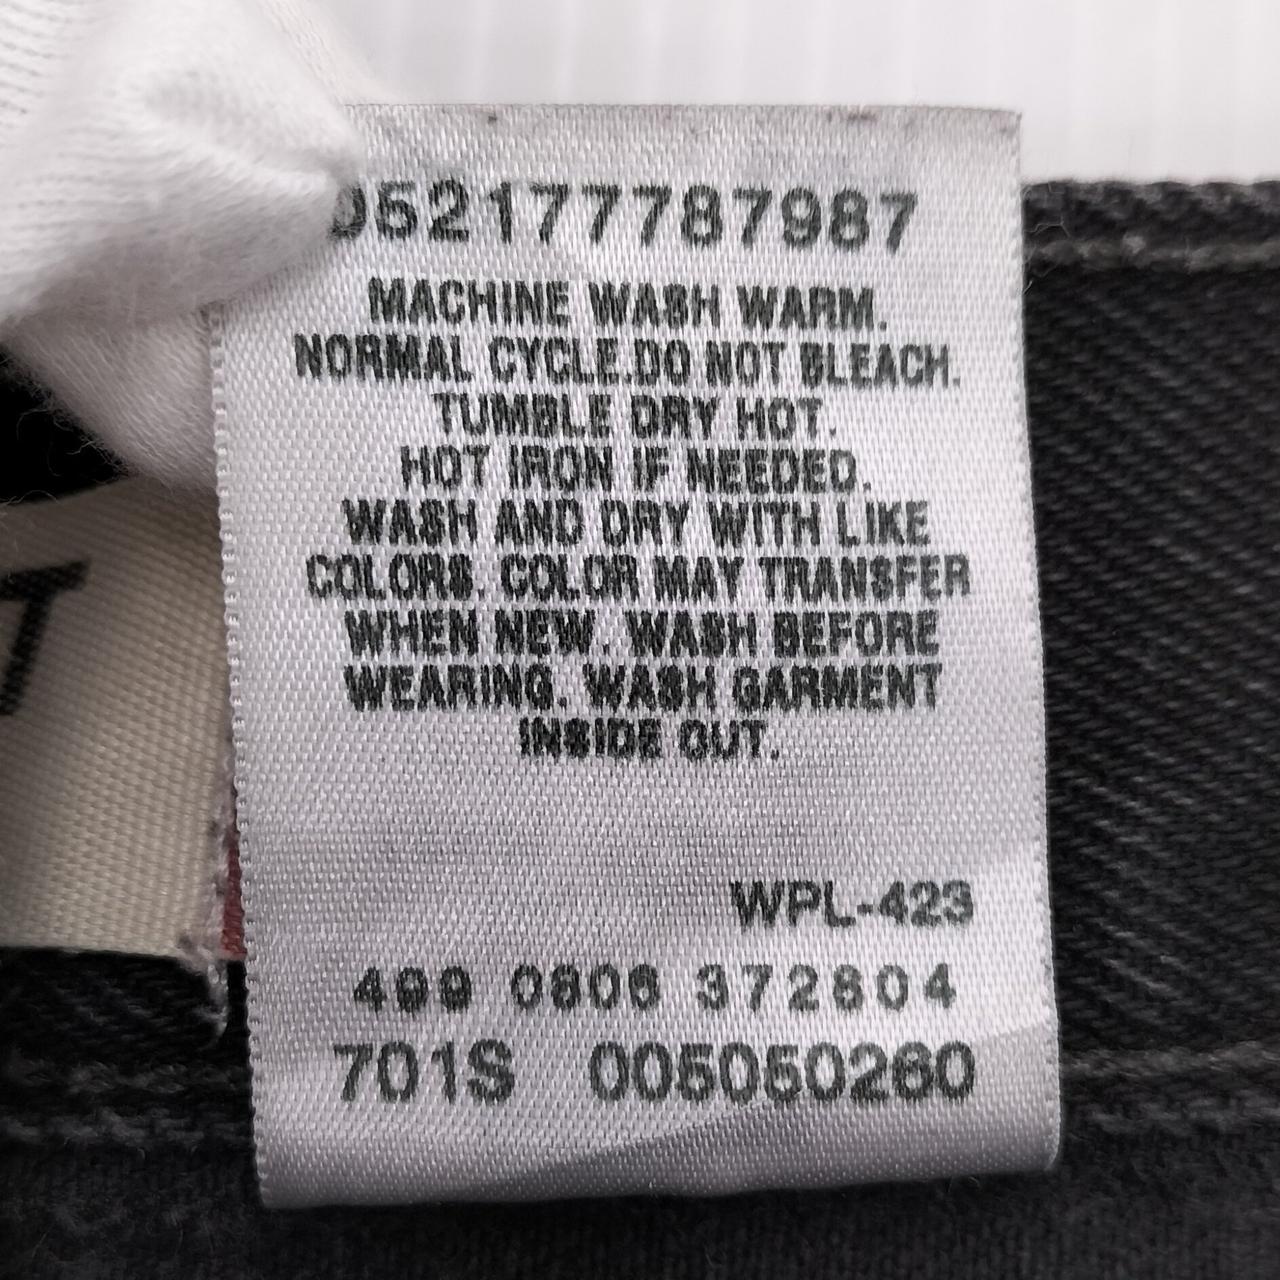 052177787987
MACHINE WASH WARM.
NORMAL CYCLE.DO NOT BLEACH.
TUMBLE DRY HOT.
HOT IRON IF NEEDED.
WASH AND DRY WITH LIKE
COLORS. COLOR MAY TRANSFER
WHEN NEW. WASH BEFORE
WEARING. WASH GARMENT
INSIDE OUT.
WPL-423
499 0806 372804
701S 005050260